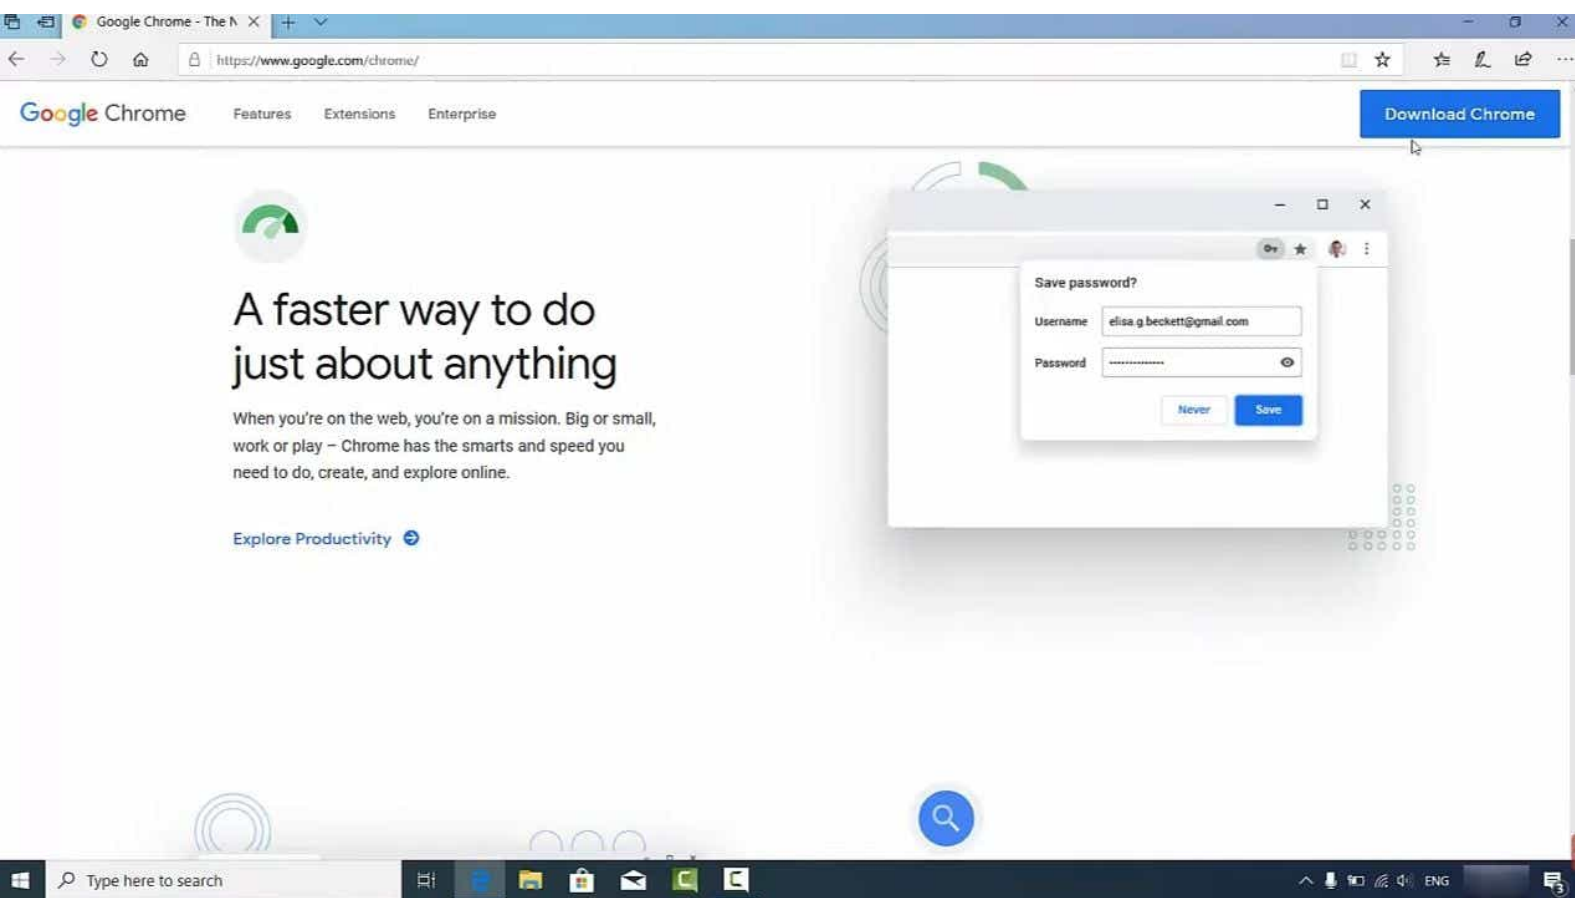 Google Chrome - The N
https://www.google.com/chrome/
Google Chrome
Features
Extensions
Enterprise
Download Chrome
A faster way to do
just about anything
When you're on the web, you're on a mission. Big or small,
work or play – Chrome has the smarts and speed you
need to do, create, and explore online.
Explore Productivity
Save password?
Username
elisa.g.beckett@gmail.com
Password
Never
Save
Type here to search
ENG
3